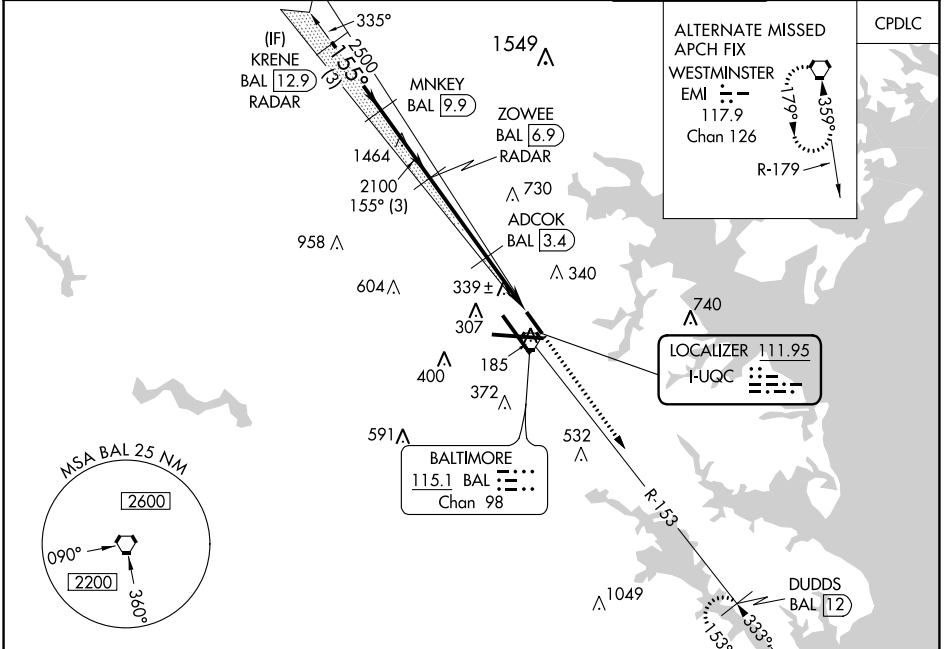 335°
2500
155°
(3)
(IF)
KRENE
BAL 12.9
RADAR
MNKEY
BAL 9.9
1549
ZOWEE
BAL 6.9
RADAR
1464
2100
155° (3)
730
ADCOK
BAL 3.4
958
604
339 ±
340
307
185
400
372
740
591
532
1049
ALTERNATE MISSED
APCH FIX
WESTMINSTER
EMI
117.9
Chan 126
179°
359°
R-179
CPDLC
LOCALIZER 111.95
I-UQC
BALTIMORE
115.1 BAL
Chan 98
R-153
DUDDS
BAL 12
333°
153°
MSA BAL 25 NM
2600
090°
2200
360°